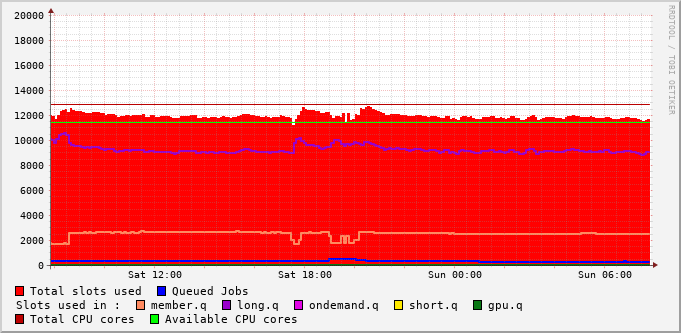 20000
18000
16000
14000
12000
10000
8000
6000
4000
2000
0
Sat 12:00 Sat 18:00 Sun 00:00 Sun 06:00
RRDTOOL / TOBI OETIKER
Total slots used Queued Jobs
Slots used in : member.q long.q ondemand.q short.q gpu.q
Total CPU cores Available CPU cores